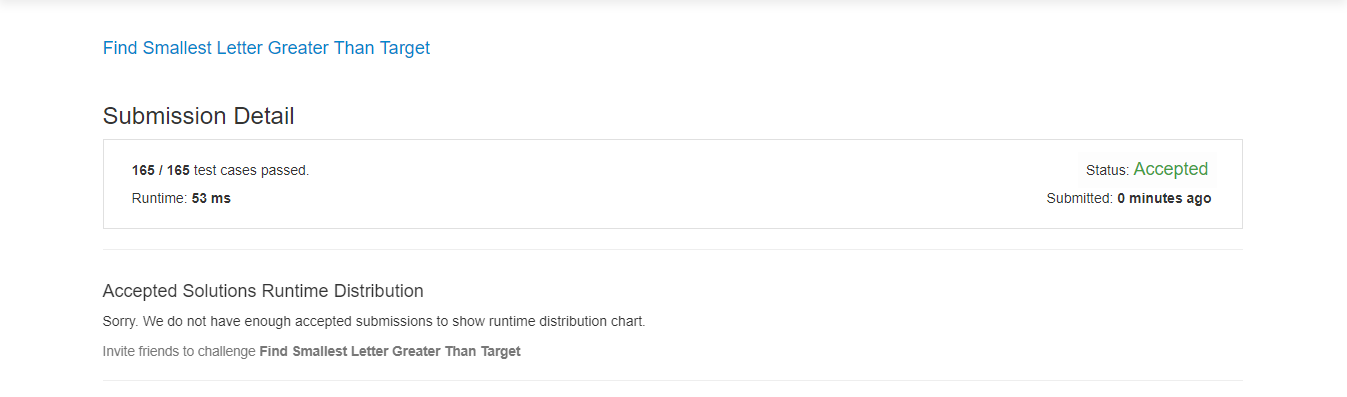 Find Smallest Letter Greater Than Target
Submission Detail
165 / 165 test cases passed.
Status: Accepted
Runtime: 53 ms
Submitted: 0 minutes ago
Accepted Solutions Runtime Distribution
Sorry. We do not have enough accepted submissions to show runtime distribution chart.
Invite friends to challenge Find Smallest Letter Greater Than Target